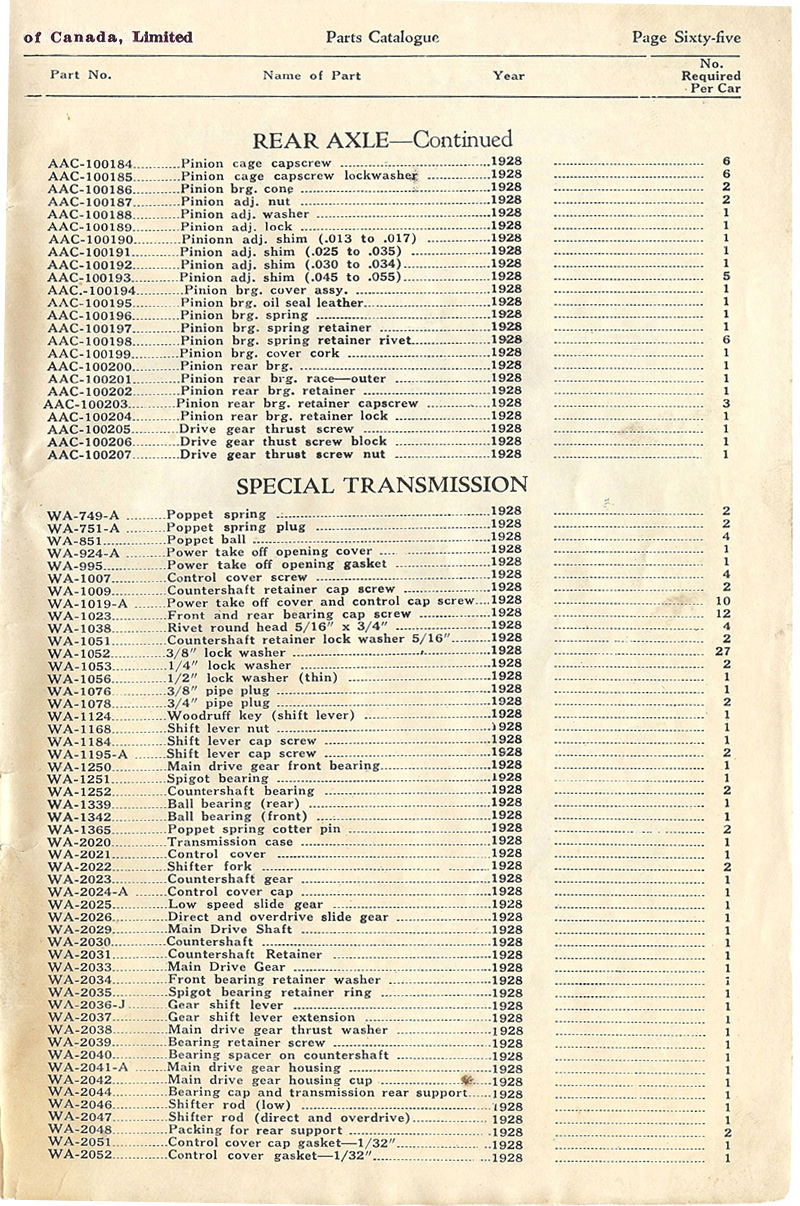 of Canada, Limited Parts Catalogue Page Sixty-five
Part No. Name of Part Year No. Required Per Car
REAR AXLE—Continued
AAC-100184 Pinion cage capscrew 1928 6
AAC-100185 Pinion cage capscrew lockwasher 1928 6
AAC-100186 Pinion brg. cone 1928 2
AAC-100187 Pinion adj. nut 1928 2
AAC-100188 Pinion adj. washer 1928 1
AAC-100189 Pinion adj. lock 1928 1
AAC-100190 Pinionn adj. shim (.013 to .017) 1928 1
AAC-100191 Pinion adj. shim (.025 to .035) 1928 1
AAC-100192 Pinion adj. shim (.030 to .034) 1928 1
AAC-100193 Pinion adj. shim (.045 to .055) 1928 5
AAC.-100194 Pinion brg. cover assy. 1928 1
AAC-100195 Pinion brg. oil seal leather 1928 1
AAC-100196 Pinion brg. spring 1928 1
AAC-100197 Pinion brg. spring retainer 1928 1
AAC-100198 Pinion brg. spring retainer rivet 1928 6
AAC-100199 Pinion brg. cover cork 1928 1
AAC-100200 Pinion rear brg. 1928 1
AAC-100201 Pinion rear brg. race—outer 1928 1
AAC-100202 Pinion rear brg. retainer 1928 1
AAC-100203 Pinion rear brg. retainer capscrew 1928 3
AAC-100204 Pinion rear brg. retainer lock 1928 1
AAC-100205 Drive gear thrust screw 1928 1
AAC-100206 Drive gear thust screw block 1928 1
AAC-100207 Drive gear thrust screw nut 1928 1
SPECIAL TRANSMISSION
WA-749-A Poppet spring 1928 2
WA-751-A Poppet spring plug 1928 2
WA-851 Poppet ball 1928 4
WA-924-A Power take off opening cover 1928 1
WA-995 Power take off opening gasket 1928 1
WA-1007 Control cover screw 1928 4
WA-1009 Countershaft retainer cap screw 1928 2
WA-1019-A Power take off cover and control cap screw 1928 10
WA-1023 Front and rear bearing cap screw 1928 12
WA-1038 Rivet round head 5/16" x 3/4" 1928 4
WA-1051 Countershaft retainer lock washer 5/16" 1928 2
WA-1052 3/8" lock washer 1928 27
WA-1053 1/4" lock washer 1928 2
WA-1056 1/2" lock washer (thin) 1928 1
WA-1076 3/8" pipe plug 1928 1
WA-1078 3/4" pipe plug 1928 2
WA-1124 Woodruff key (shift lever) 1928 1
WA-1168 Shift lever nut 1928 1
WA-1184 Shift lever cap screw 1928 1
WA-1195-A Shift lever cap screw 1928 2
WA-1250 Main drive gear front bearing 1928 1
WA-1251 Spigot bearing 1928 1
WA-1252 Countershaft bearing 1928 2
WA-1339 Ball bearing (rear) 1928 1
WA-1342 Ball bearing (front) 1928 1
WA-1365 Poppet spring cotter pin 1928 2
WA-2020 Transmission case 1928 1
WA-2021 Control cover 1928 1
WA-2022 Shifter fork 1928 2
WA-2023 Countershaft gear 1928 1
WA-2024-A Control cover cap 1928 1
WA-2025 Low speed slide gear 1928 1
WA-2026 Direct and overdrive slide gear 1928 1
WA-2029 Main Drive Shaft 1928 1
WA-2030 Countershaft 1928 1
WA-2031 Countershaft Retainer 1928 1
WA-2033 Main Drive Gear 1928 1
WA-2034 Front bearing retainer washer 1928 1
WA-2035 Spigot bearing retainer ring 1928 1
WA-2036-J Gear shift lever 1928 1
WA-2037 Gear shift lever extension 1928 1
WA-2038 Main drive gear thrust washer 1928 1
WA-2039 Bearing retainer screw 1928 1
WA-2040 Bearing spacer on countershaft 1928 1
WA-2041-A Main drive gear housing 1928 1
WA-2042 Main drive gear housing cup 1928 1
WA-2044 Bearing cap and transmission rear support 1928 1
WA-2046 Shifter rod (low) 1928 1
WA-2047 Shifter rod (direct and overdrive) 1928 1
WA-2048 Packing for rear support 1928 2
WA-2051 Control cover cap gasket—1/32" 1928 1
WA-2052 Control cover gasket—1/32" 1928 1